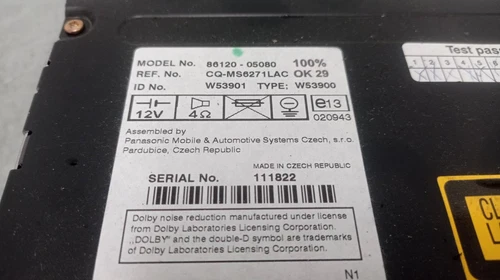 MODEL No. 86120 - 05080 100%
REF. No. CQ-MS6271LAC OK 29
ID No. W53901 TYPE: W53900
12V 4Ω e13
020943
Assembled by
Panasonic Mobile & Automotive Systems Czech, s.r.o.
Pardubice, Czech Republic
MADE IN CZECH REPUBLIC
SERIAL No. 111822
Dolby noise reduction manufactured under license
from Dolby Laboratories Licensing Corporation.
„DOLBY" and the double-D symbol are trademarks
of Dolby Laboratories Licensing Corporation.
N1
Test pas
1 2 3 4 5 6
CL
L